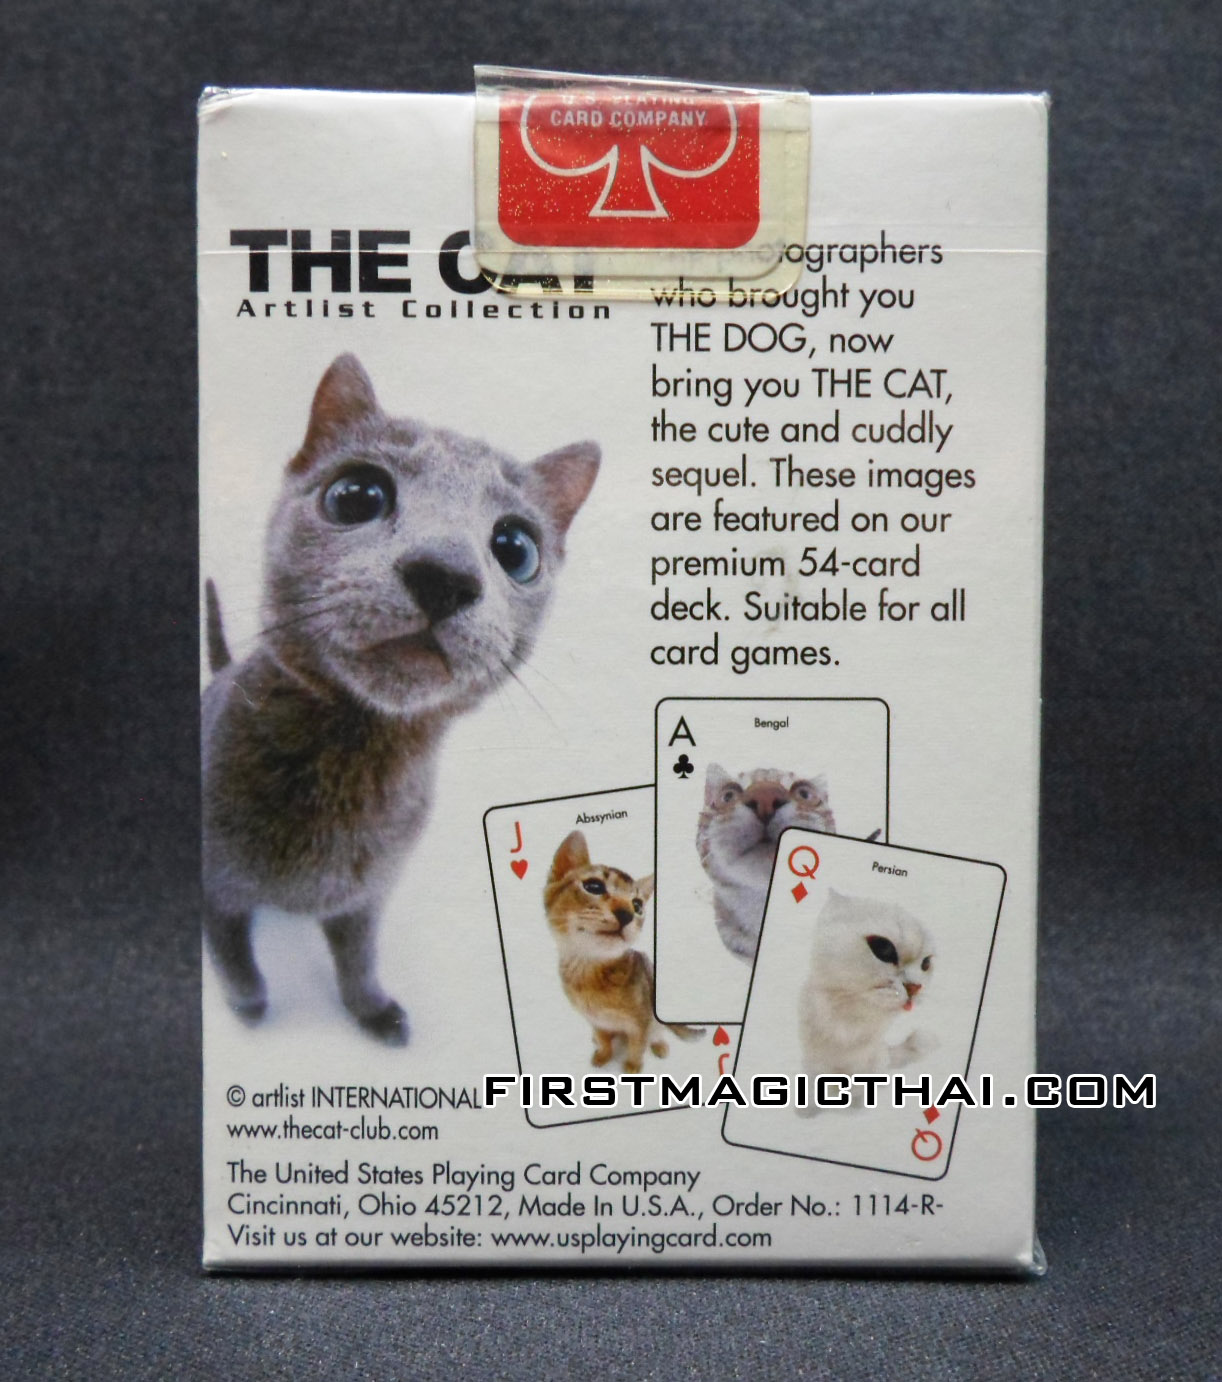 U.S. PLAYING
CARD COMPANY
THE CAT
Artlist Collection
photographers
who brought you
THE DOG, now
bring you THE CAT,
the cute and cuddly
sequel. These images
are featured on our
premium 54-card
deck. Suitable for all
card games.
A
Bengal
J
Abssynian
Q
Persian
J
Q
© artlist INTERNATIONAL
FIRSTMAGICTHAI.COM
www.thecat-club.com
The United States Playing Card Company
Cincinnati, Ohio 45212, Made In U.S.A., Order No.: 1114-R-
Visit us at our website: www.usplayingcard.com